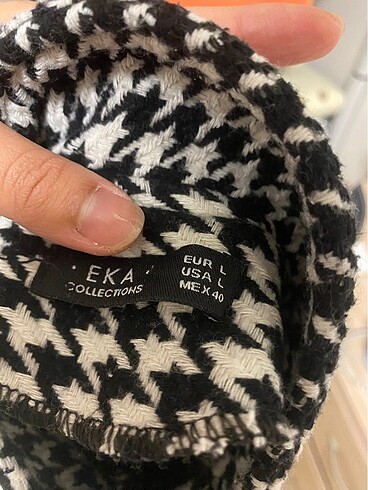 · EKA ·
COLLECTIONS
EUR L
USA L
MEX 40